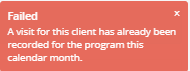 Failed
×
A visit for this client has already been
recorded for the program this
calendar month.